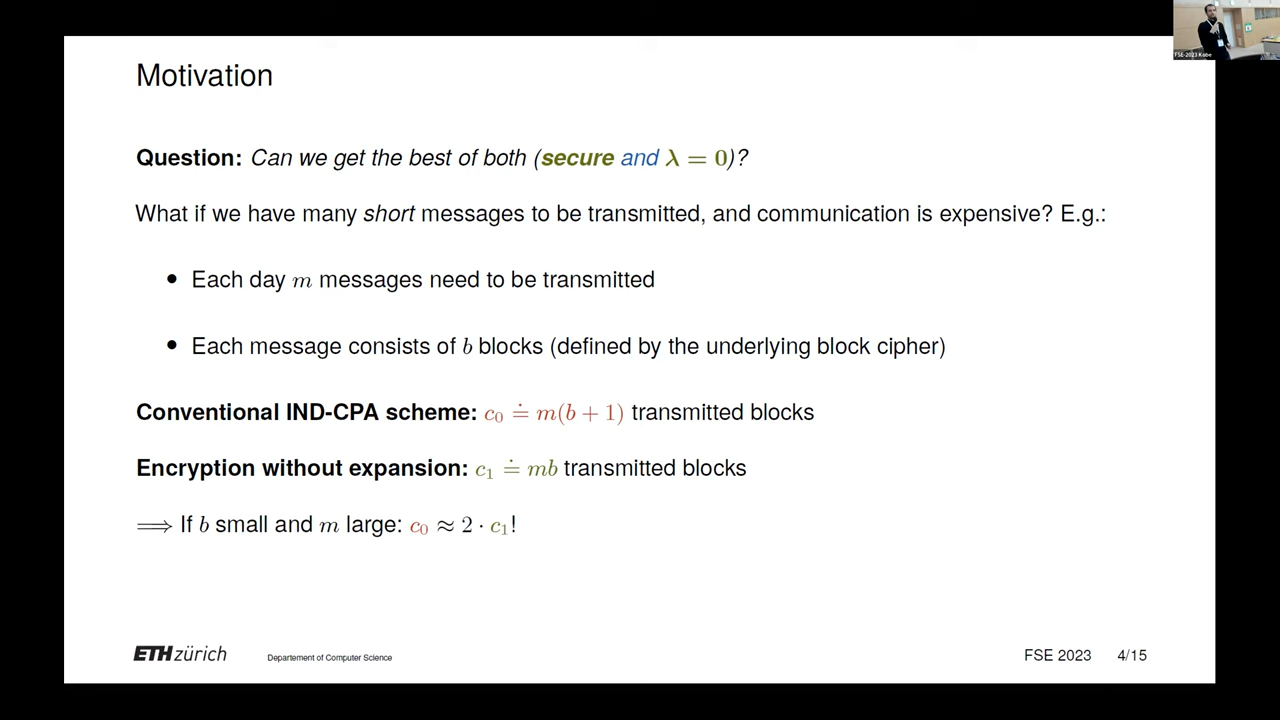 FSE-2023 Kobe
Motivation
Question: Can we get the best of both (secure and λ = 0)?
What if we have many short messages to be transmitted, and communication is expensive? E.g.:
• Each day m messages need to be transmitted
• Each message consists of b blocks (defined by the underlying block cipher)
Conventional IND-CPA scheme: c₀ ≐ m(b + 1) transmitted blocks
Encryption without expansion: c₁ ≐ mb transmitted blocks
⟹ If b small and m large: c₀ ≈ 2 · c₁!
ETH zürich Departement of Computer Science FSE 2023 4/15